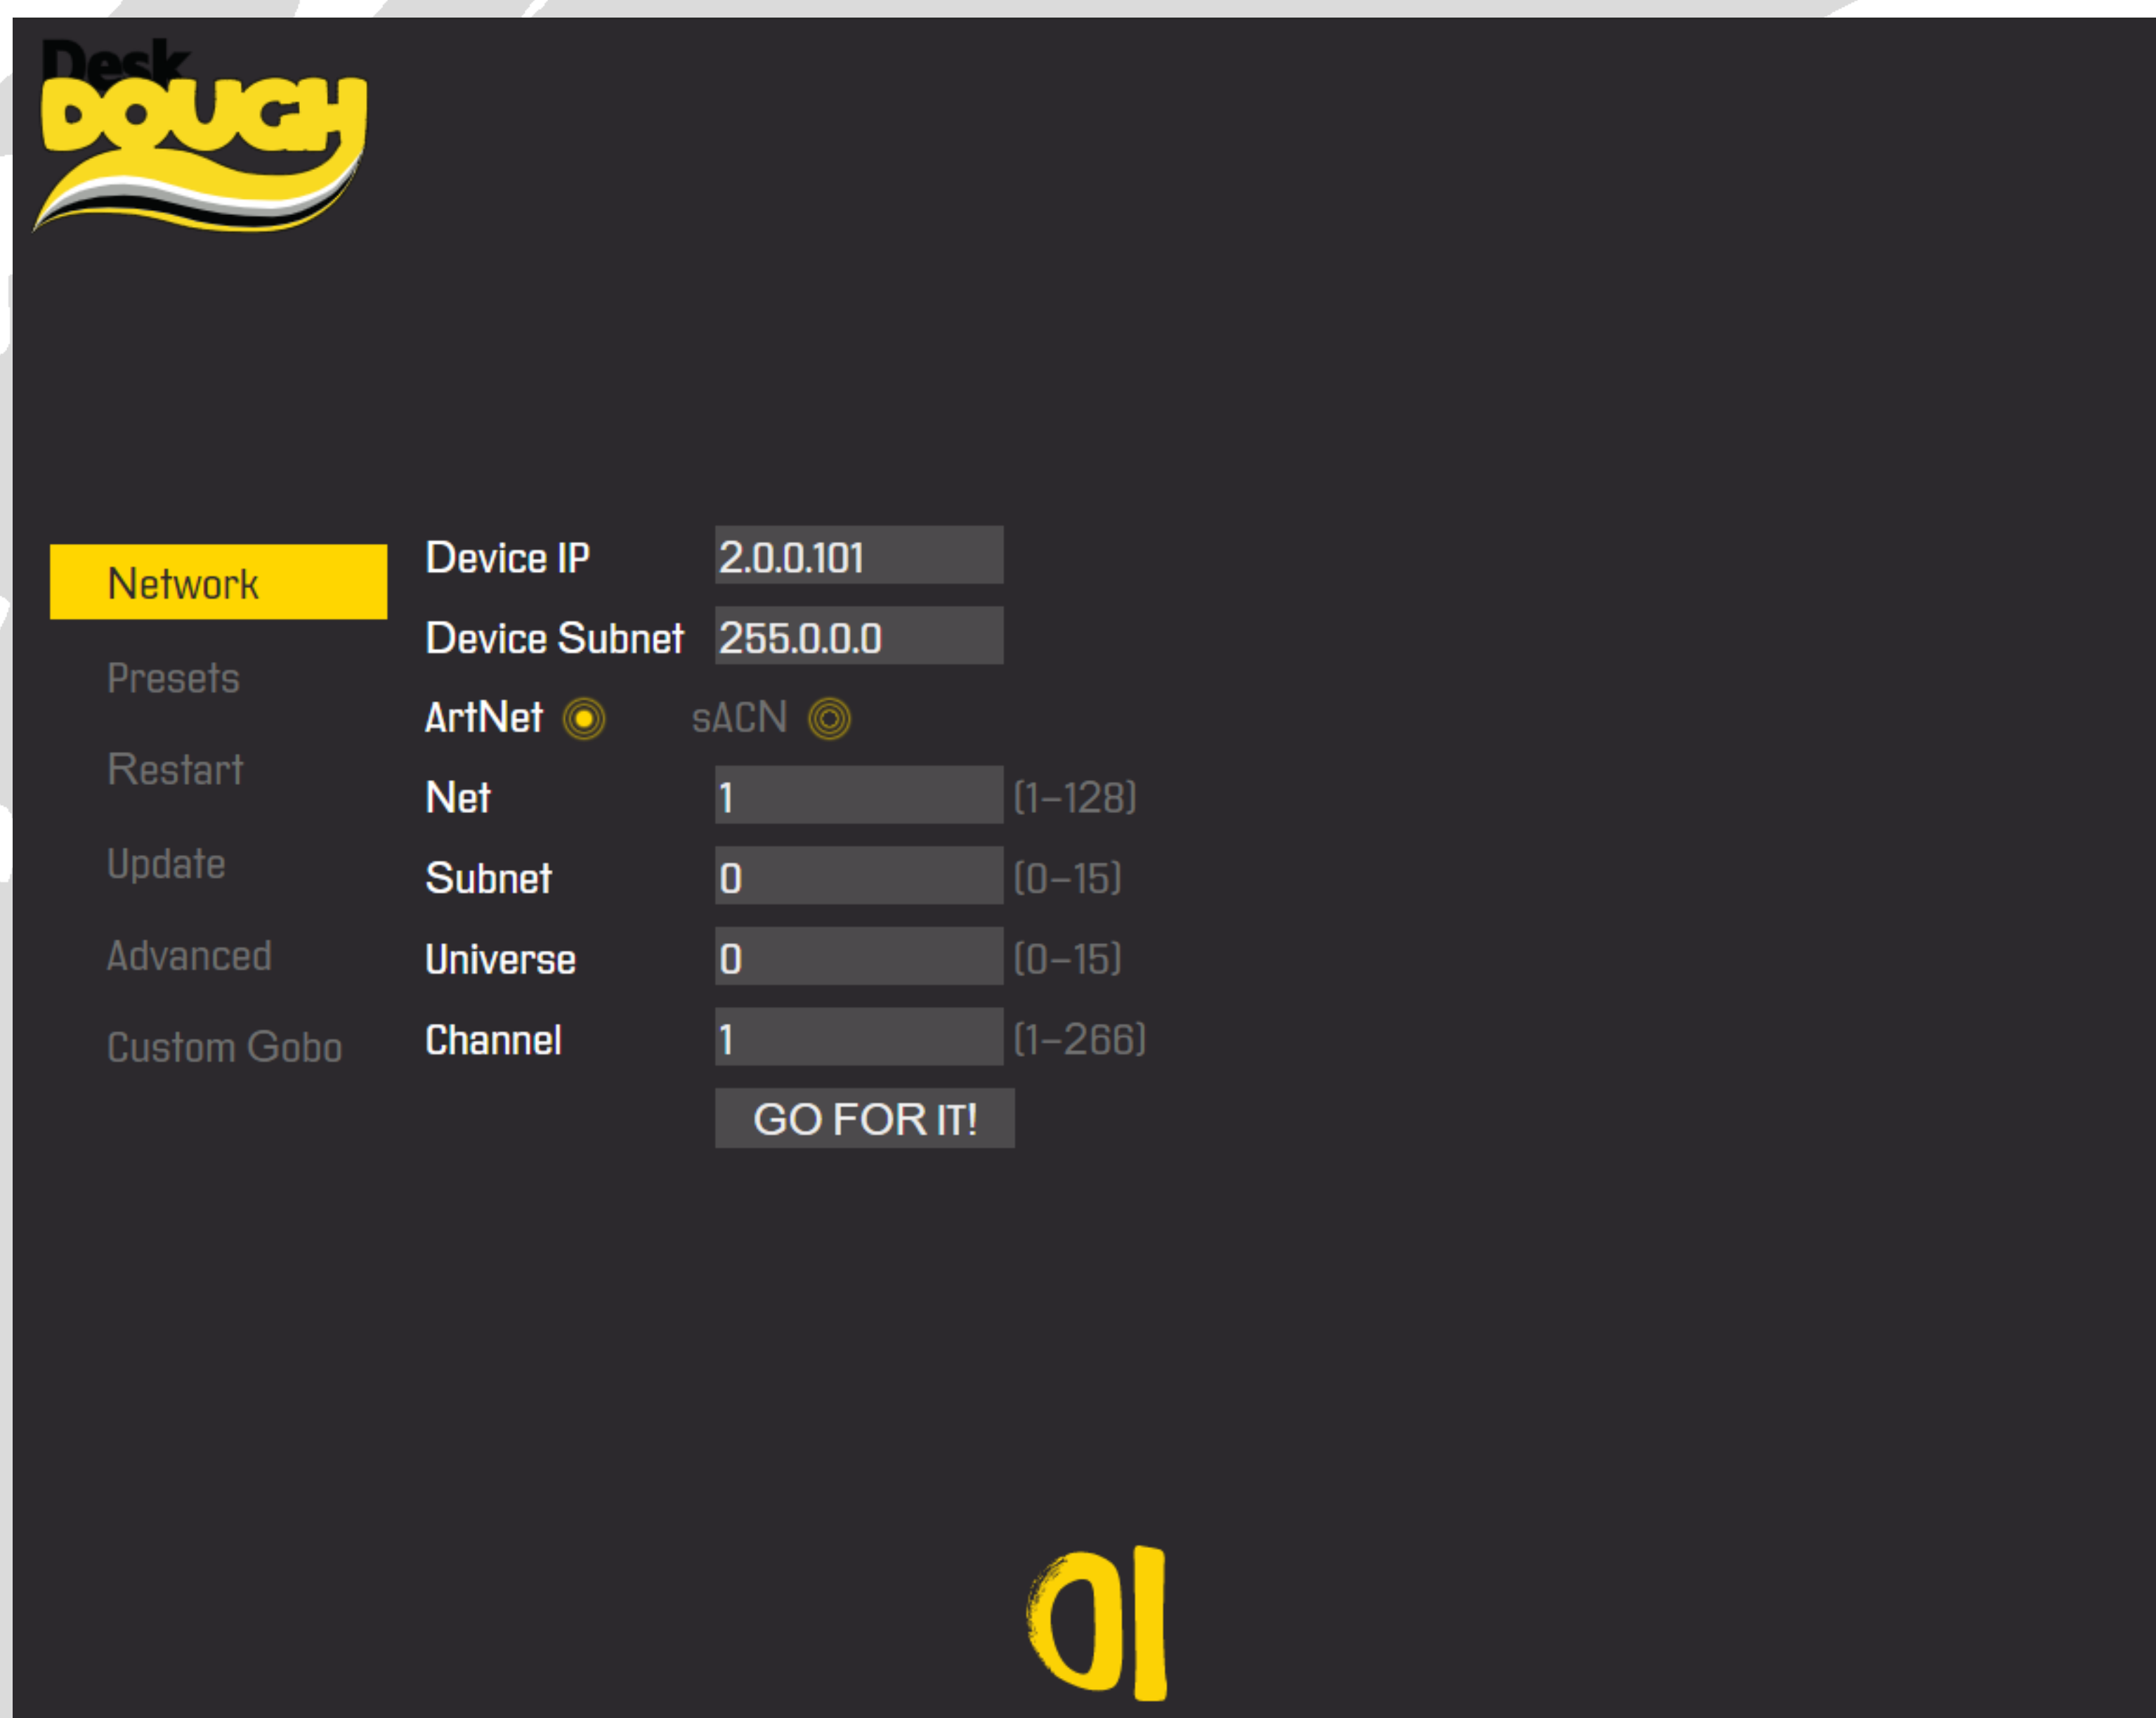 Desk
DOUGH
Network
Presets
Restart
Update
Advanced
Custom Gobo
Device IP 2.0.0.101
Device Subnet 255.0.0.0
ArtNet sACN
Net 1 (1–128)
Subnet 0 (0–15)
Universe 0 (0–15)
Channel 1 (1–266)
GO FOR IT!
OI